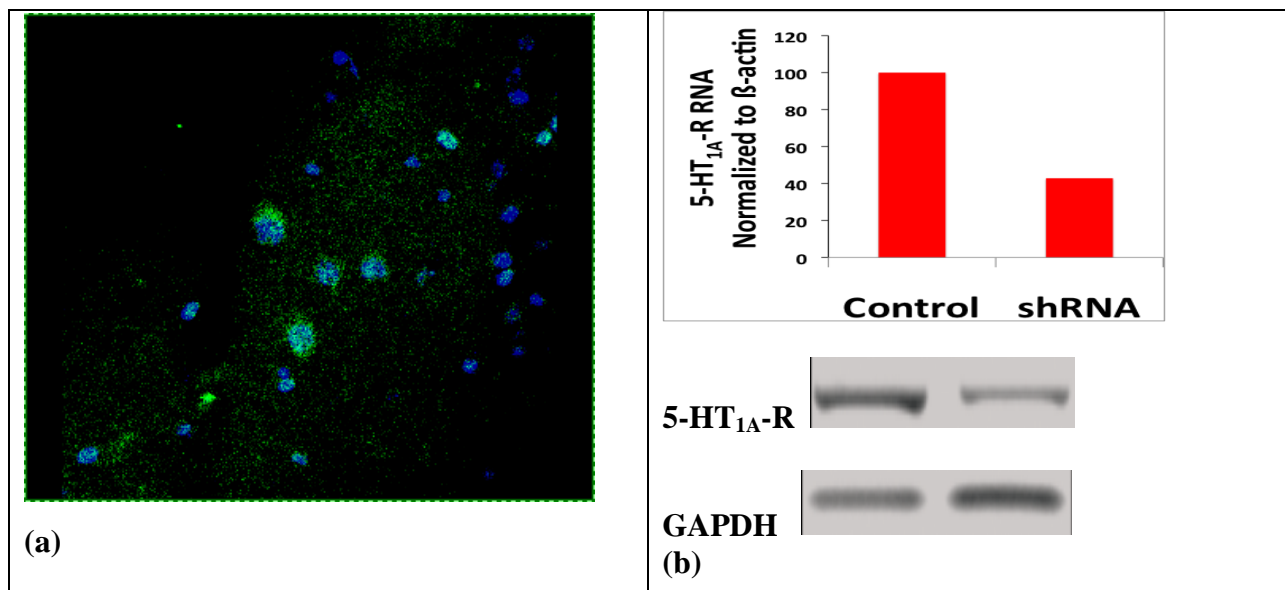 (a)
5-HT1A-R RNA
Normalized to ß-actin
120
100
80
60
40
20
0
Control shRNA
5-HT1A-R
GAPDH
(b)